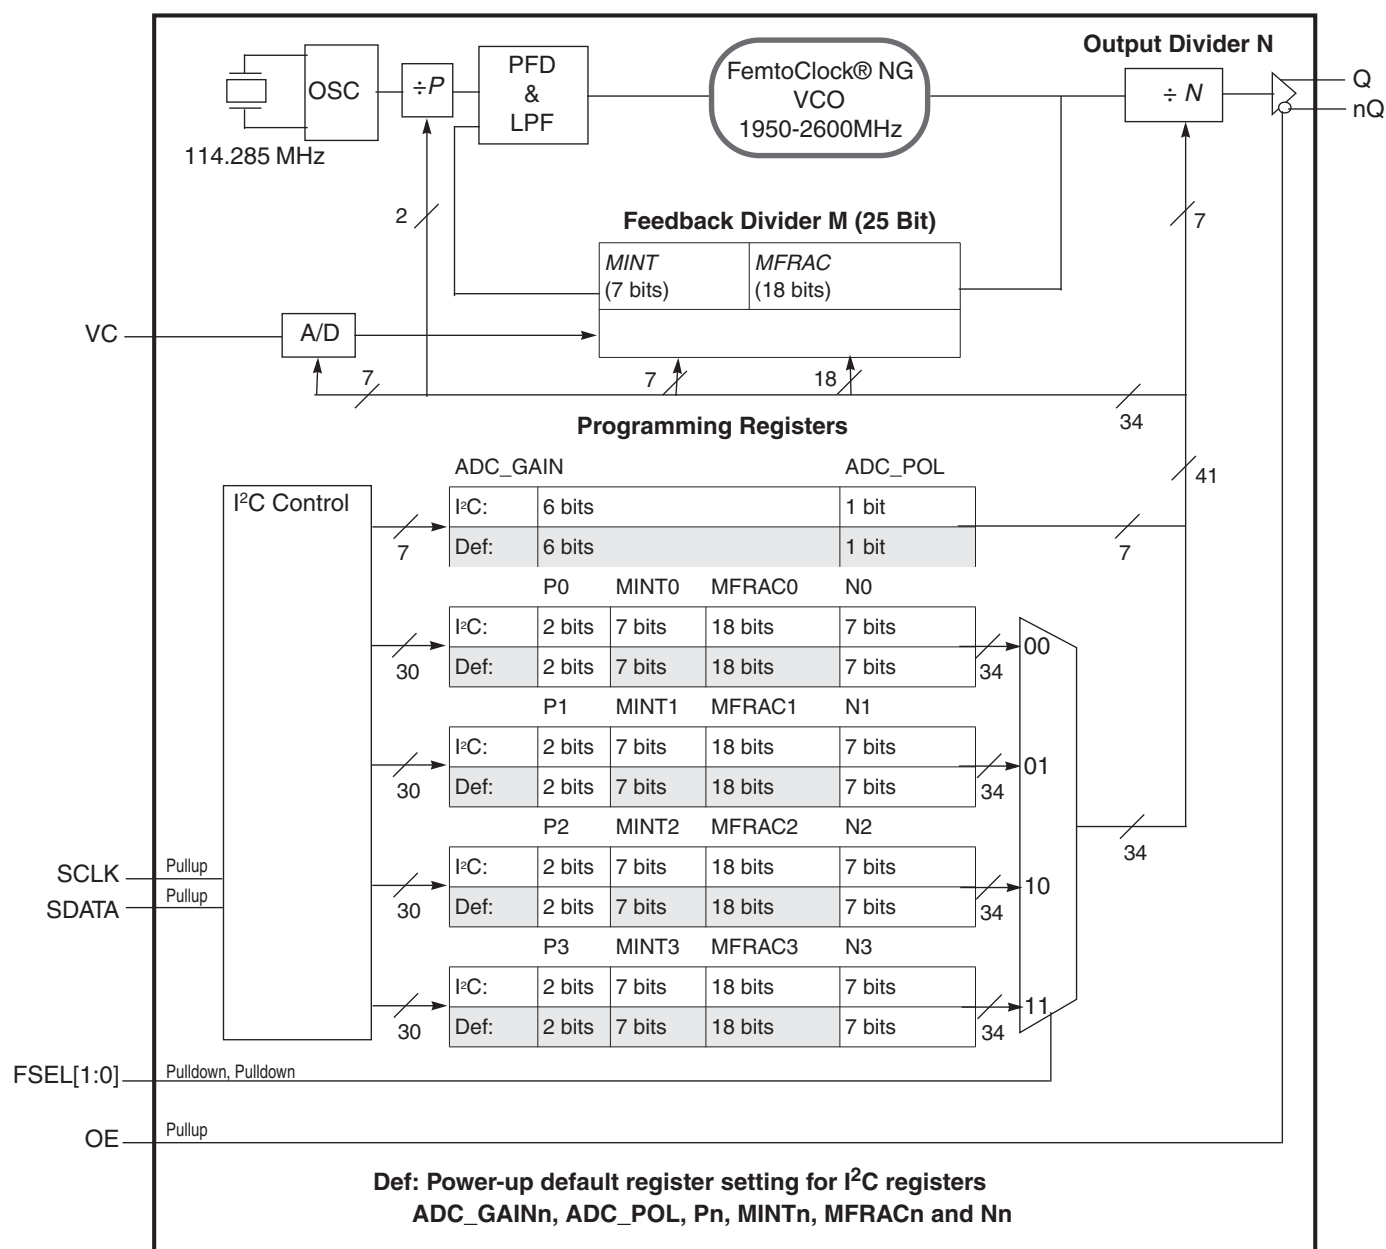 Output Divider N
OSC
÷P
PFD
&
LPF
FemtoClock® NG
VCO
1950-2600MHz
÷ N
Q
nQ
114.285 MHz
2
7
Feedback Divider M (25 Bit)
MINT
(7 bits)
MFRAC
(18 bits)
VC
A/D
7
7
18
34
Programming Registers
ADC_GAIN ADC_POL
41
I²C Control
I²C: 6 bits 1 bit
7
7
Def: 6 bits 1 bit
P0 MINT0 MFRAC0 N0
I²C: 2 bits 7 bits 18 bits 7 bits
00
30
34
Def: 2 bits 7 bits 18 bits 7 bits
P1 MINT1 MFRAC1 N1
I²C: 2 bits 7 bits 18 bits 7 bits
01
30
34
Def: 2 bits 7 bits 18 bits 7 bits
P2 MINT2 MFRAC2 N2
34
I²C: 2 bits 7 bits 18 bits 7 bits
SCLK Pullup
10
SDATA Pullup
30
34
Def: 2 bits 7 bits 18 bits 7 bits
P3 MINT3 MFRAC3 N3
I²C: 2 bits 7 bits 18 bits 7 bits
11
30
34
Def: 2 bits 7 bits 18 bits 7 bits
FSEL[1:0] Pulldown, Pulldown
OE Pullup
Def: Power-up default register setting for I²C registers
ADC_GAINn, ADC_POL, Pn, MINTn, MFRACn and Nn